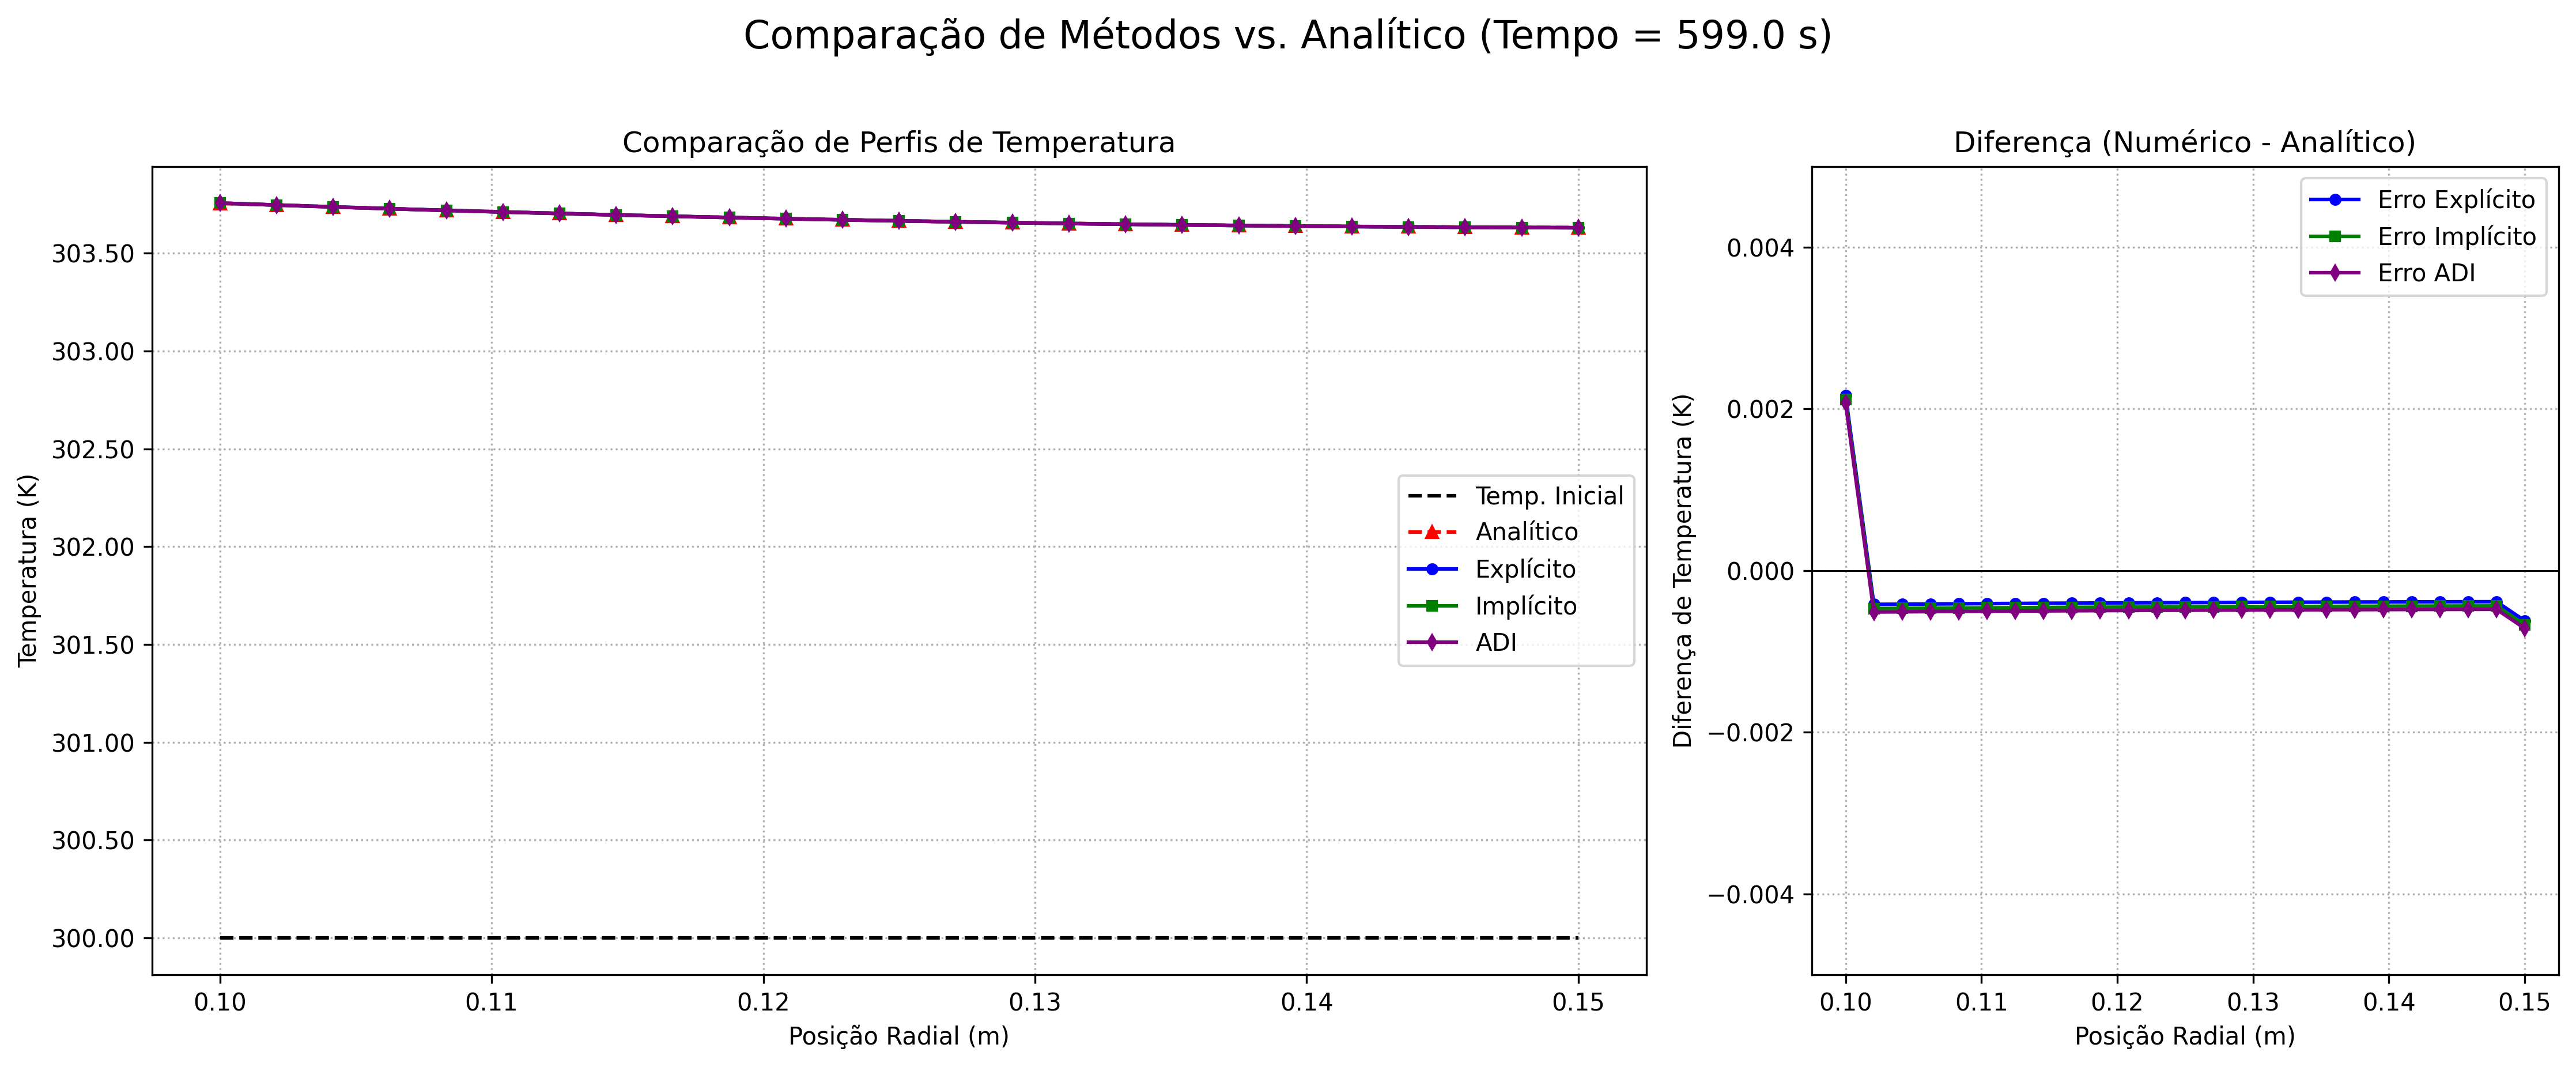 Comparação de Métodos vs. Analítico (Tempo = 599.0 s)
Comparação de Perfis de Temperatura
Temperatura (K)
303.50
303.00
302.50
302.00
301.50
301.00
300.50
300.00
Temp. Inicial
Analítico
Explícito
Implícito
ADI
0.10 0.11 0.12 0.13 0.14 0.15
Posição Radial (m)
Diferença (Numérico - Analítico)
Diferença de Temperatura (K)
0.004
0.002
0.000
−0.002
−0.004
Erro Explícito
Erro Implícito
Erro ADI
0.10 0.11 0.12 0.13 0.14 0.15
Posição Radial (m)